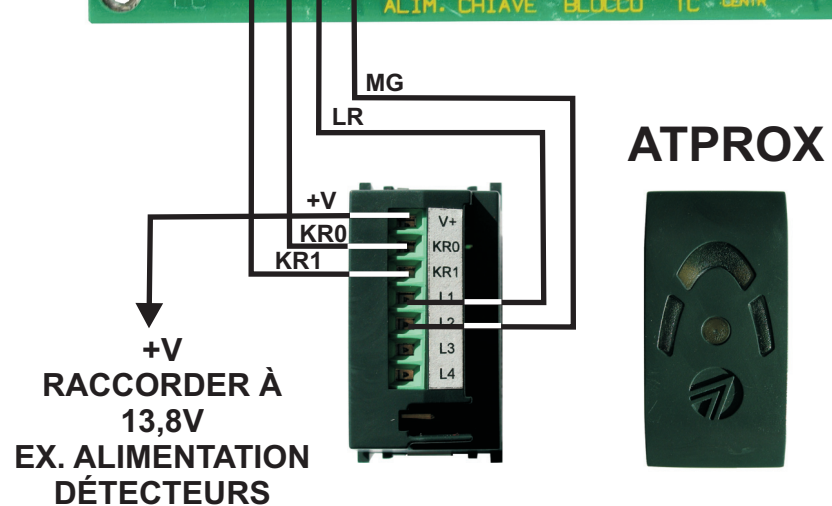 ALIM. CHIAVE BLOCCO TC CENTR
MG
LR
ATPROX
+V
KR0
KR1
V+
KR0
KR1
L1
L2
L3
L4
+V
RACCORDER À
13,8V
EX. ALIMENTATION
DÉTECTEURS